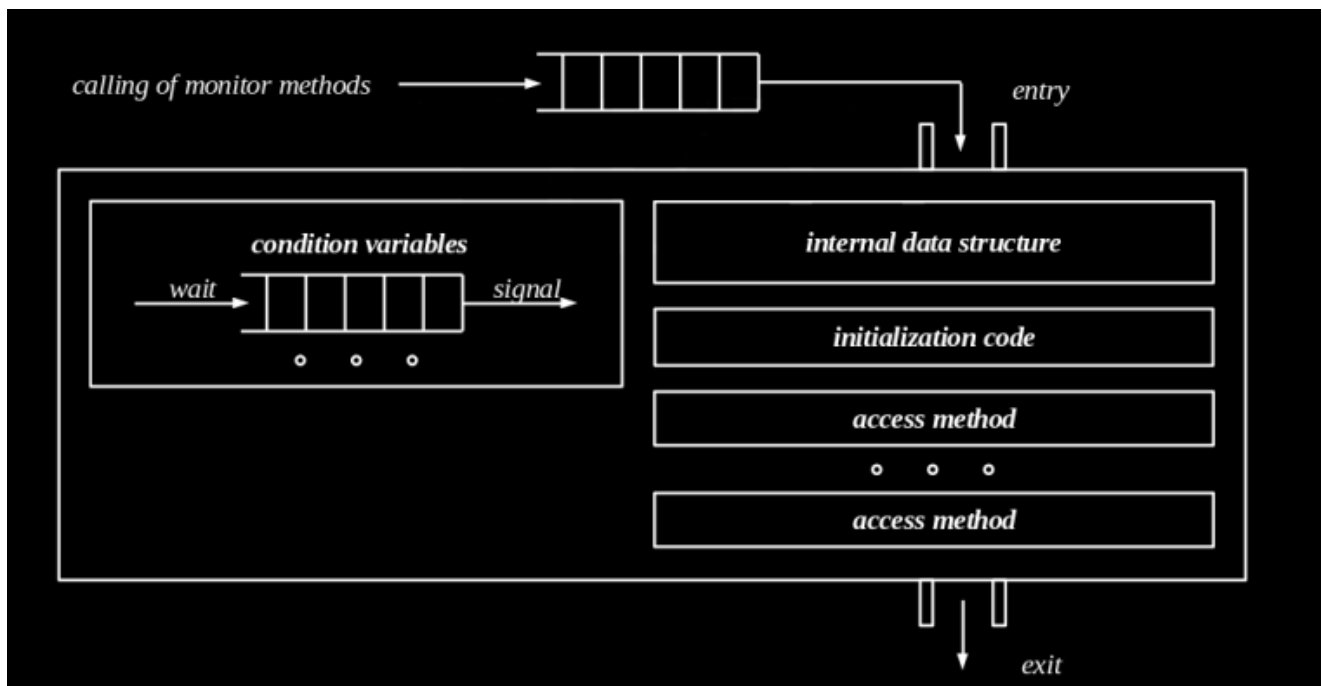 calling of monitor methods
entry
condition variables
wait
signal
internal data structure
initialization code
access method
access method
exit